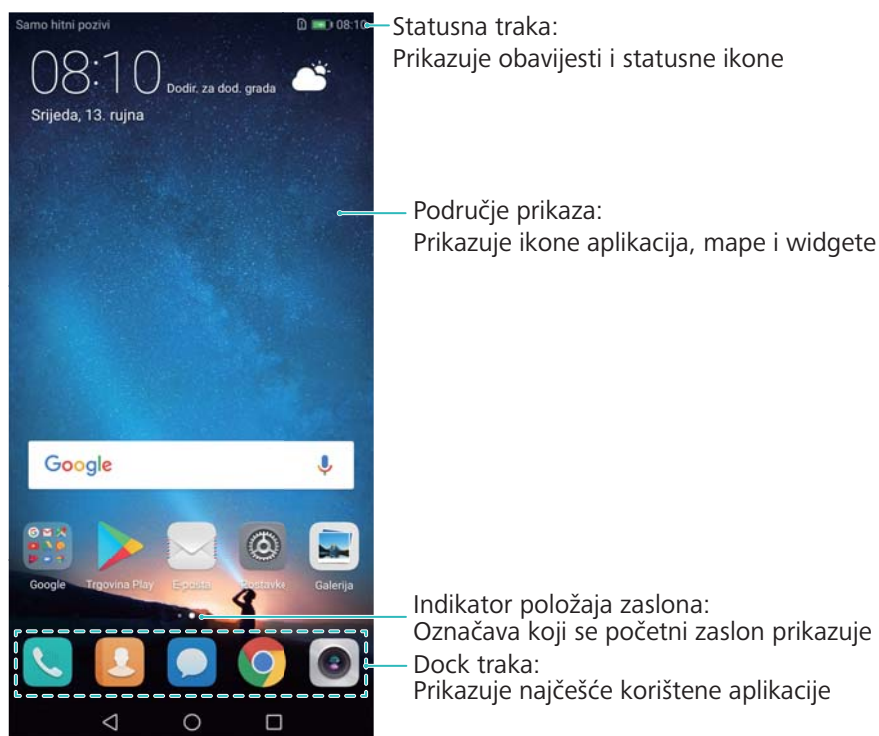 Samo hitni pozivi 08:10
08:10 Dodir. za dod. grada
Srijeda, 13. rujna
Statusna traka:
Prikazuje obavijesti i statusne ikone
Područje prikaza:
Prikazuje ikone aplikacija, mape i widgete
Google
Google Trgovina Play E-pošta Postavke Galerija
Indikator položaja zaslona:
Označava koji se početni zaslon prikazuje
Dock traka:
Prikazuje najčešće korištene aplikacije